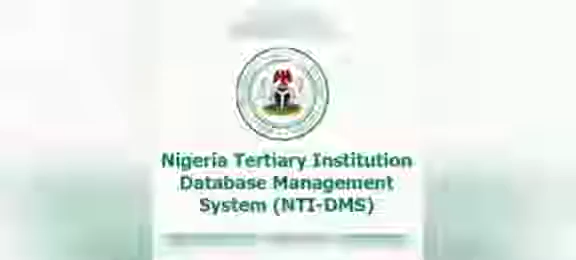 Nigeria Tertiary Institution
Database Management
System (NTI-DMS)